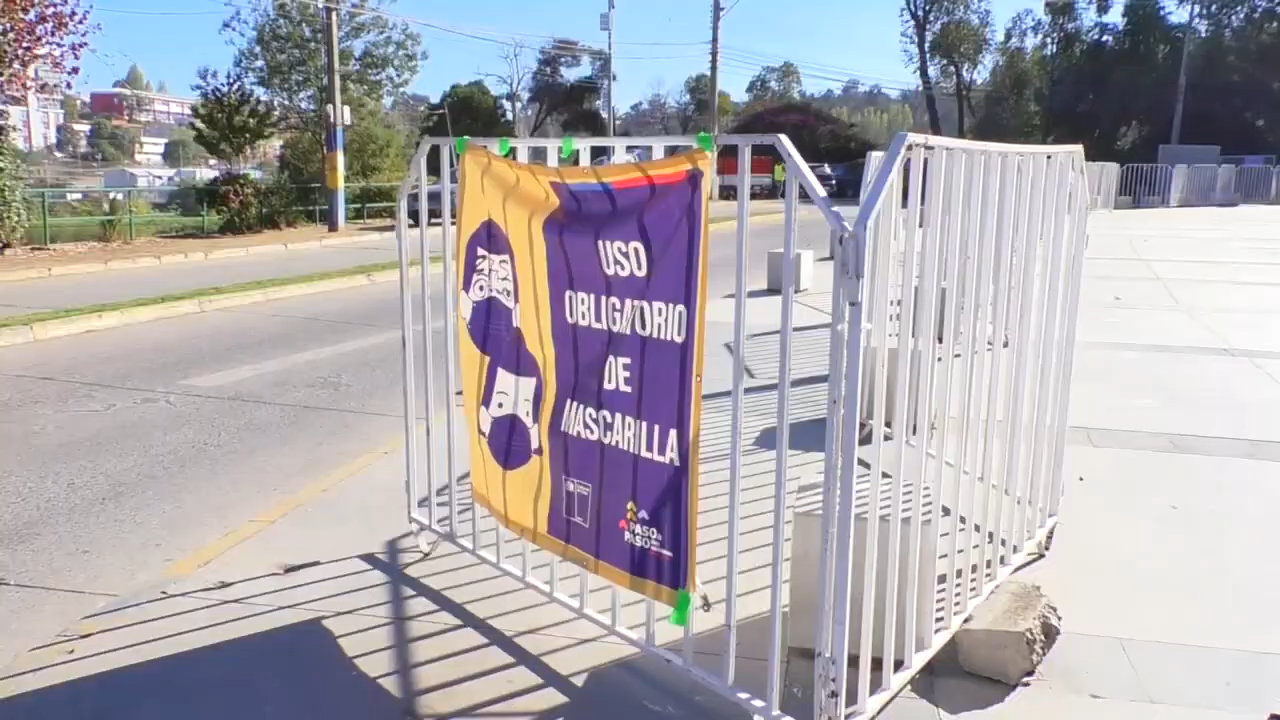 USO
OBLIGATORIO
DE
MASCARILLA
PASO a
PASO